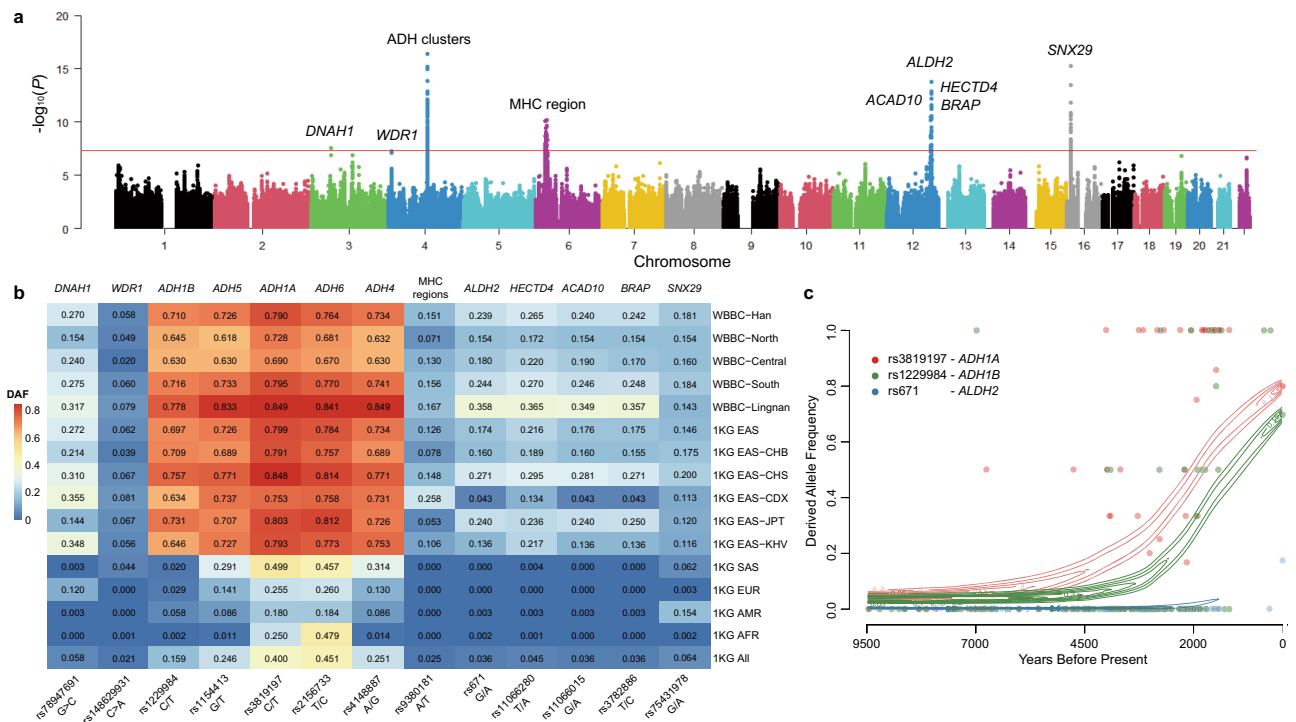 a
20
15
10
5
0
-log₁₀(P)
DNAH1
WDR1
ADH clusters
MHC region
ALDH2
ACAD10
HECTD4
BRAP
SNX29
1 2 3 4 5 6 7 8 9 10 11 12 13 14 15 16 17 18 19 20 21
Chromosome
b
DNAH1 WDR1 ADH1B ADH5 ADH1A ADH6 ADH4 MHC regions ALDH2 HECTD4 ACAD10 BRAP SNX29
0.270 0.058 0.710 0.726 0.790 0.764 0.734 0.151 0.239 0.265 0.240 0.242 0.181 WBBC−Han
0.154 0.049 0.645 0.618 0.728 0.681 0.632 0.071 0.154 0.172 0.154 0.154 0.154 WBBC−North
0.240 0.020 0.630 0.630 0.690 0.670 0.630 0.130 0.180 0.220 0.190 0.170 0.160 WBBC−Central
0.275 0.060 0.716 0.733 0.795 0.770 0.741 0.156 0.244 0.270 0.246 0.248 0.184 WBBC−South
0.317 0.079 0.778 0.833 0.849 0.841 0.849 0.167 0.358 0.365 0.349 0.357 0.143 WBBC−Lingnan
0.272 0.062 0.697 0.726 0.799 0.784 0.734 0.126 0.174 0.216 0.176 0.175 0.146 1KG EAS
0.214 0.039 0.709 0.689 0.791 0.757 0.689 0.078 0.160 0.189 0.160 0.155 0.175 1KG EAS−CHB
0.310 0.067 0.757 0.771 0.848 0.814 0.771 0.148 0.271 0.295 0.281 0.271 0.200 1KG EAS−CHS
0.355 0.081 0.634 0.737 0.753 0.758 0.731 0.258 0.043 0.134 0.043 0.043 0.113 1KG EAS−CDX
0.144 0.067 0.731 0.707 0.803 0.812 0.726 0.053 0.240 0.236 0.240 0.250 0.120 1KG EAS−JPT
0.348 0.056 0.646 0.727 0.793 0.773 0.753 0.106 0.136 0.217 0.136 0.136 0.116 1KG EAS−KHV
0.003 0.044 0.020 0.291 0.499 0.457 0.314 0.000 0.000 0.004 0.000 0.000 0.062 1KG SAS
0.120 0.000 0.029 0.141 0.255 0.260 0.130 0.000 0.000 0.000 0.000 0.000 0.003 1KG EUR
0.003 0.000 0.058 0.086 0.180 0.184 0.086 0.000 0.003 0.003 0.003 0.003 0.154 1KG AMR
0.000 0.001 0.002 0.011 0.250 0.479 0.014 0.000 0.002 0.001 0.000 0.000 0.002 1KG AFR
0.058 0.021 0.159 0.246 0.400 0.451 0.251 0.025 0.036 0.045 0.036 0.036 0.064 1KG All
DAF
0.8
0.6
0.4
0.2
0
rs78947691 G>C
rs148629931 C>A
rs1229984 C/T
rs1154413 G/T
rs3819197 C/T
rs2156733 T/C
rs4148887 A/G
rs9380181 A/T
rs671 G/A
rs11066280 T/A
rs11066015 G/A
rs3782886 T/C
rs75431978 G/A
c
1.0
0.8
0.6
0.4
0.2
0.0
Derived Allele Frequency
rs3819197 - ADH1A
rs1229984 - ADH1B
rs671 - ALDH2
9500 7000 4500 2000 0
Years Before Present